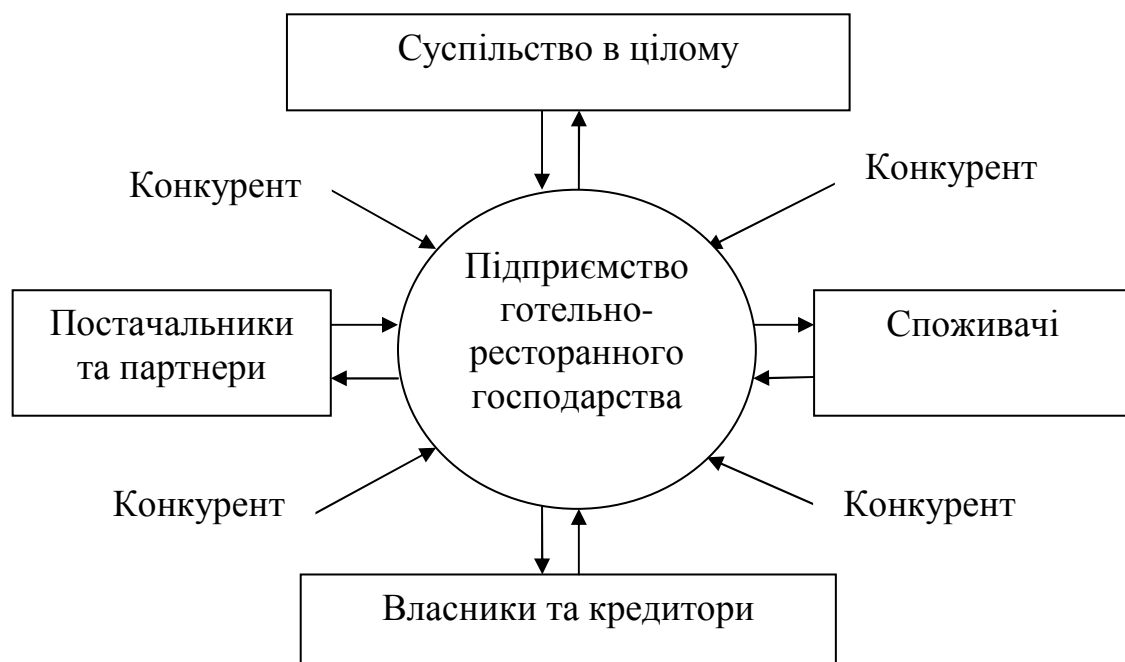 Суспільство в цілому
Конкурент
Конкурент
Підприємство
готельно-
ресторанного
господарства
Постачальники
та партнери
Споживачі
Конкурент
Конкурент
Власники та кредитори